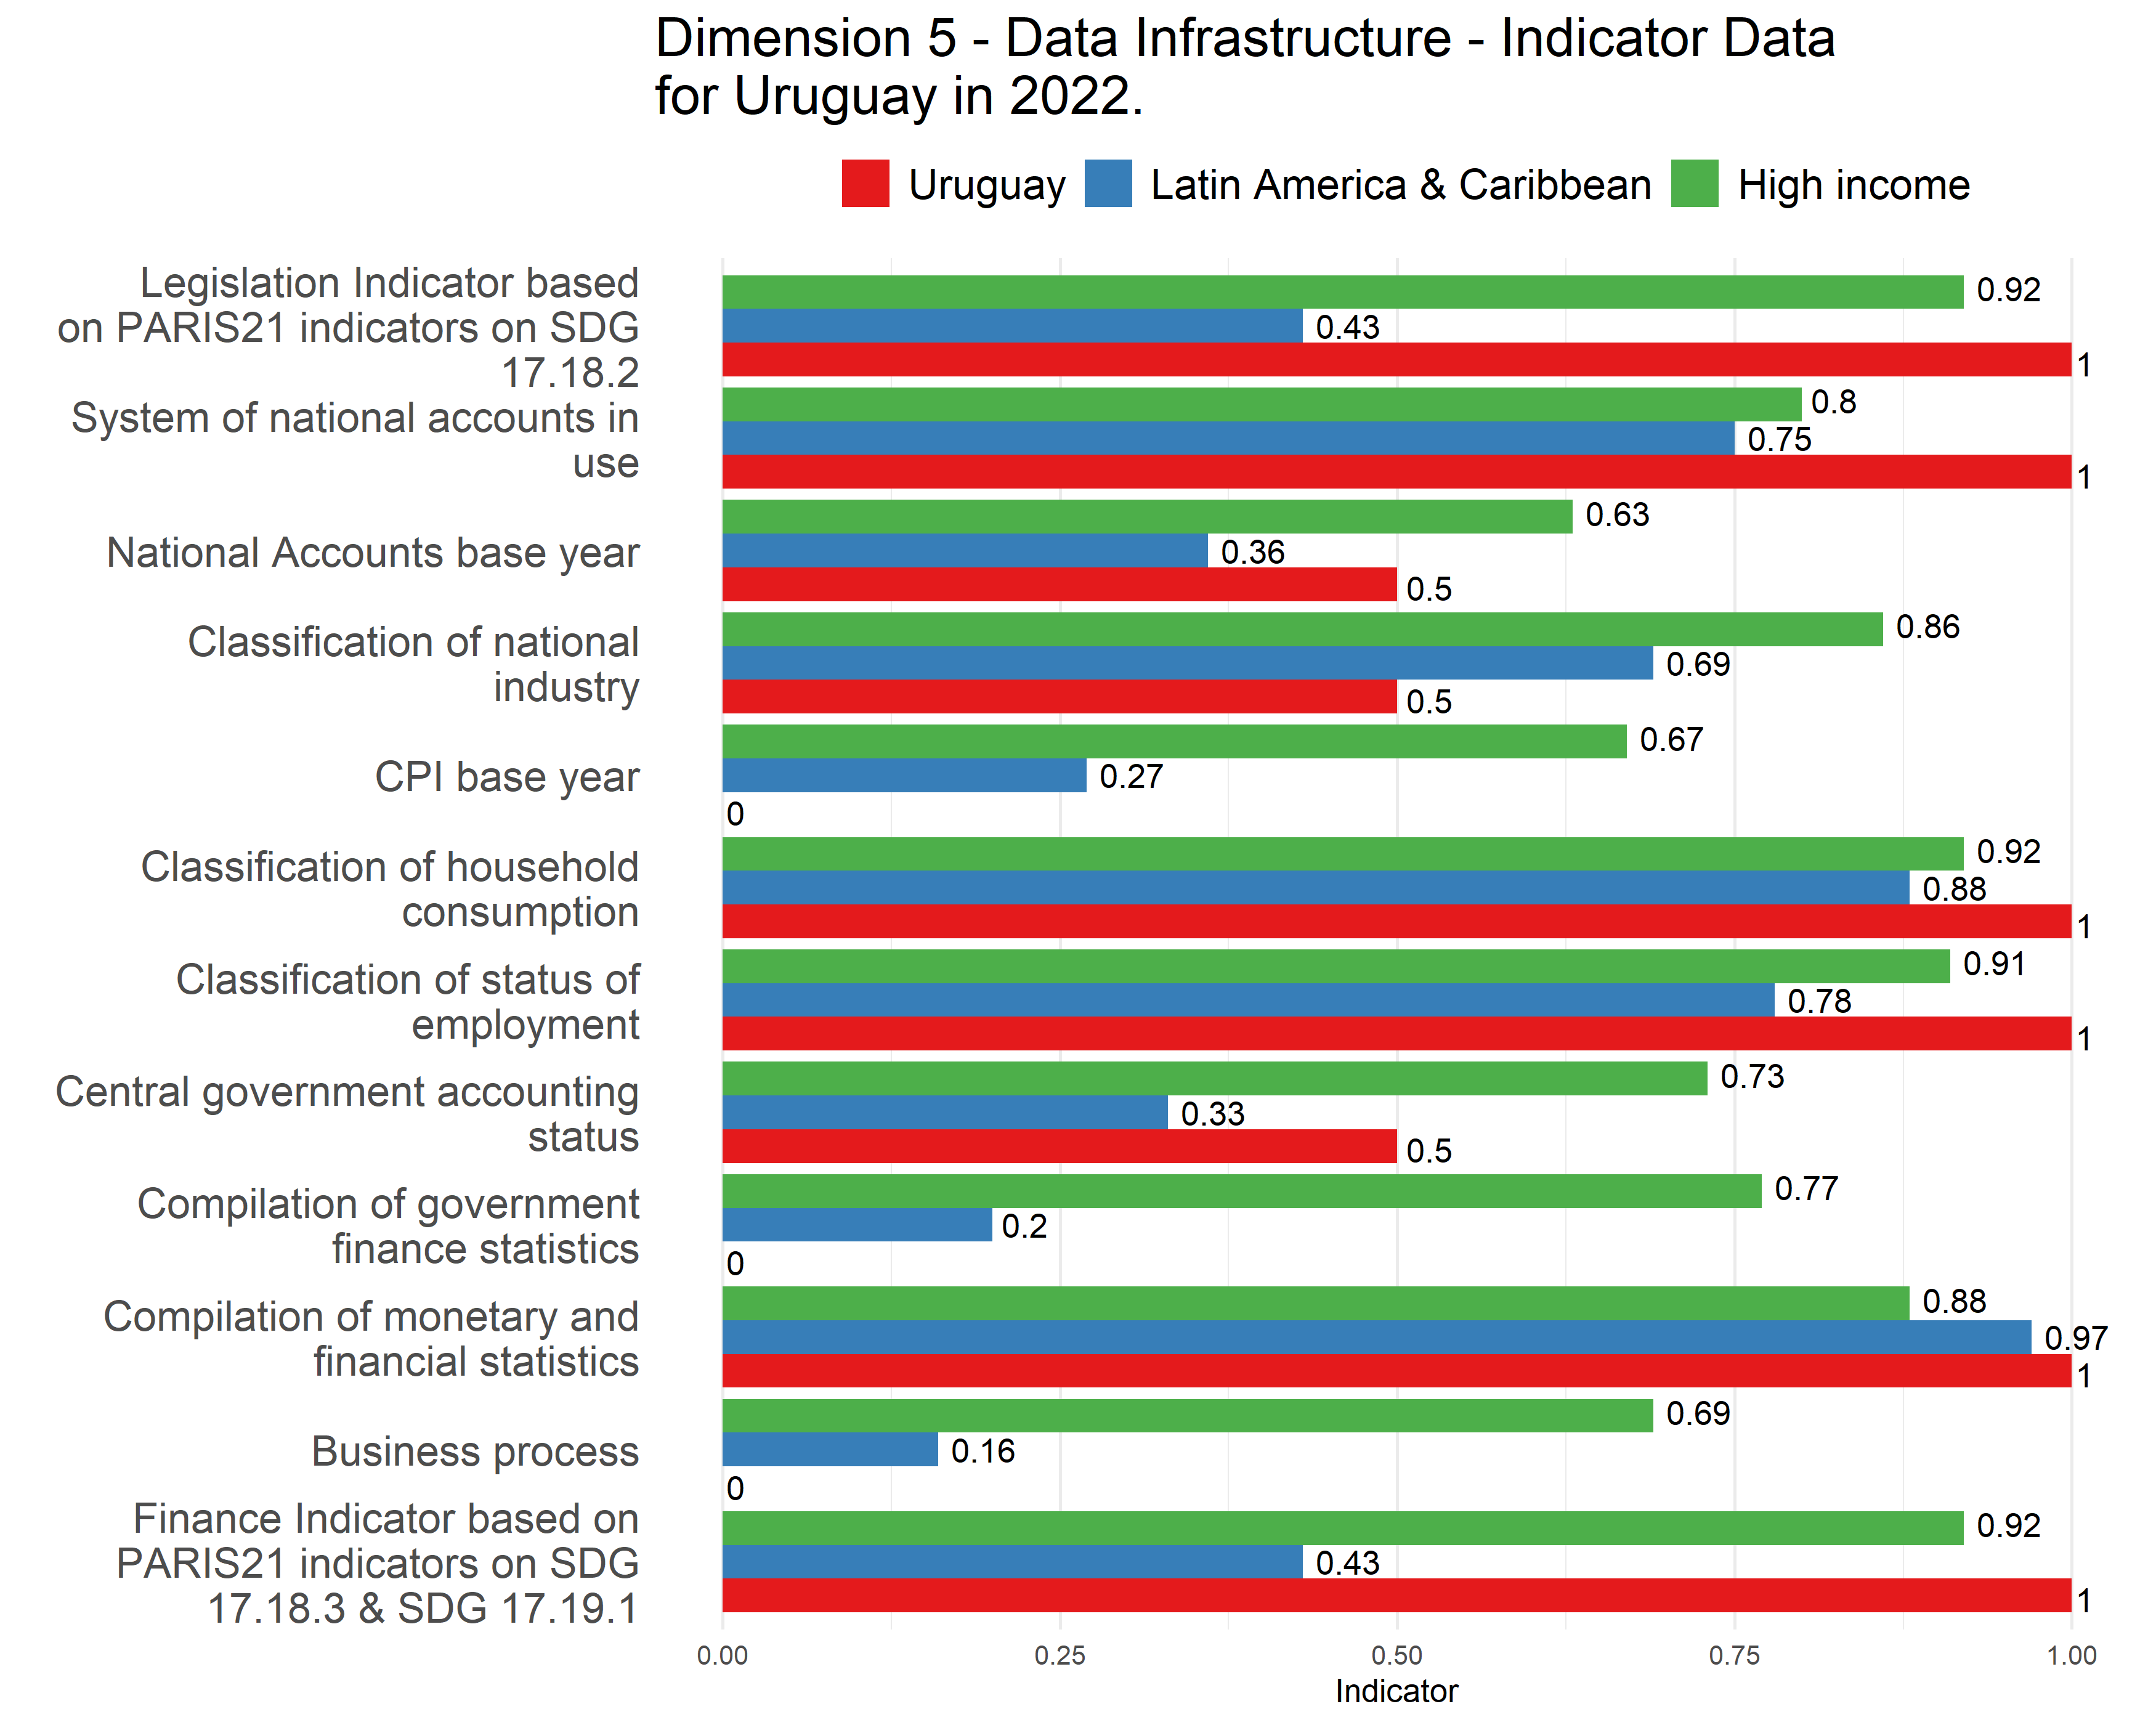 Dimension 5 - Data Infrastructure - Indicator Data
for Uruguay in 2022.
Uruguay
Latin America & Caribbean
High income
Legislation Indicator based
on PARIS21 indicators on SDG
17.18.2
0.92
0.43
1
System of national accounts in
use
0.8
0.75
1
National Accounts base year
0.63
0.36
0.5
Classification of national
industry
0.86
0.69
0.5
CPI base year
0.67
0.27
0
Classification of household
consumption
0.92
0.88
1
Classification of status of
employment
0.91
0.78
1
Central government accounting
status
0.73
0.33
0.5
Compilation of government
finance statistics
0.77
0.2
0
Compilation of monetary and
financial statistics
0.88
0.97
1
Business process
0.69
0.16
0
Finance Indicator based on
PARIS21 indicators on SDG
17.18.3 & SDG 17.19.1
0.92
0.43
1
0.00
0.25
0.50
0.75
1.00
Indicator